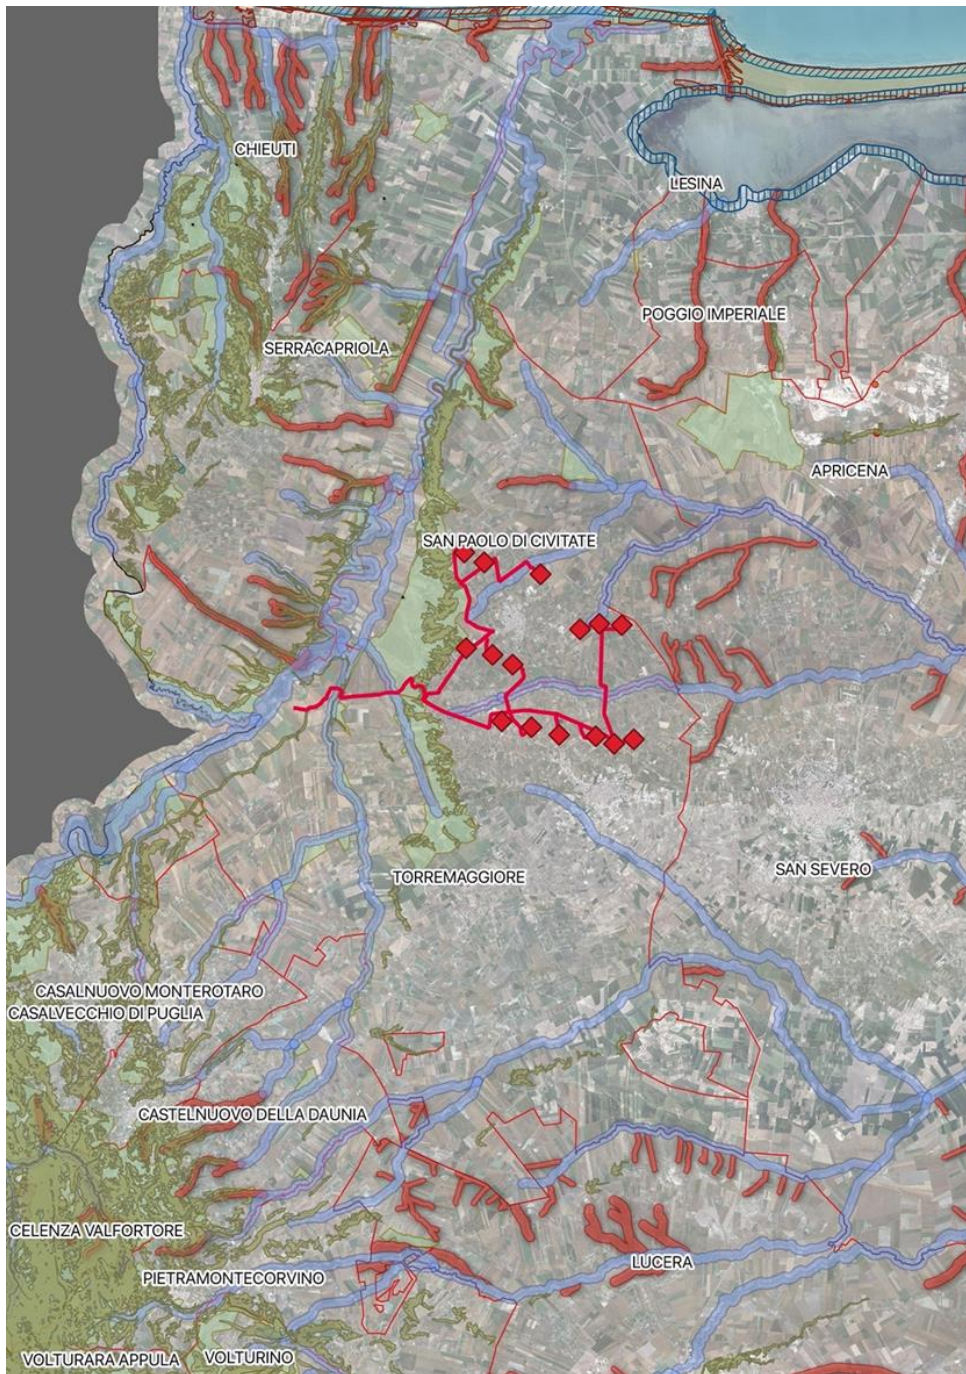 CHIEUTI
LESINA
POGGIO IMPERIALE
SERRACAPRIOLA
APRICENA
SAN PAOLO DI CIVITATE
SAN SEVERO
TORREMAGGIORE
CASALNUOVO MONTEROTARO
CASALVECCHIO DI PUGLIA
CASTELNUOVO DELLA DAUNIA
CELENZA VALFORTORE
LUCERA
PIETRAMONTECORVINO
VOLTURARA APPULA
VOLTURINO